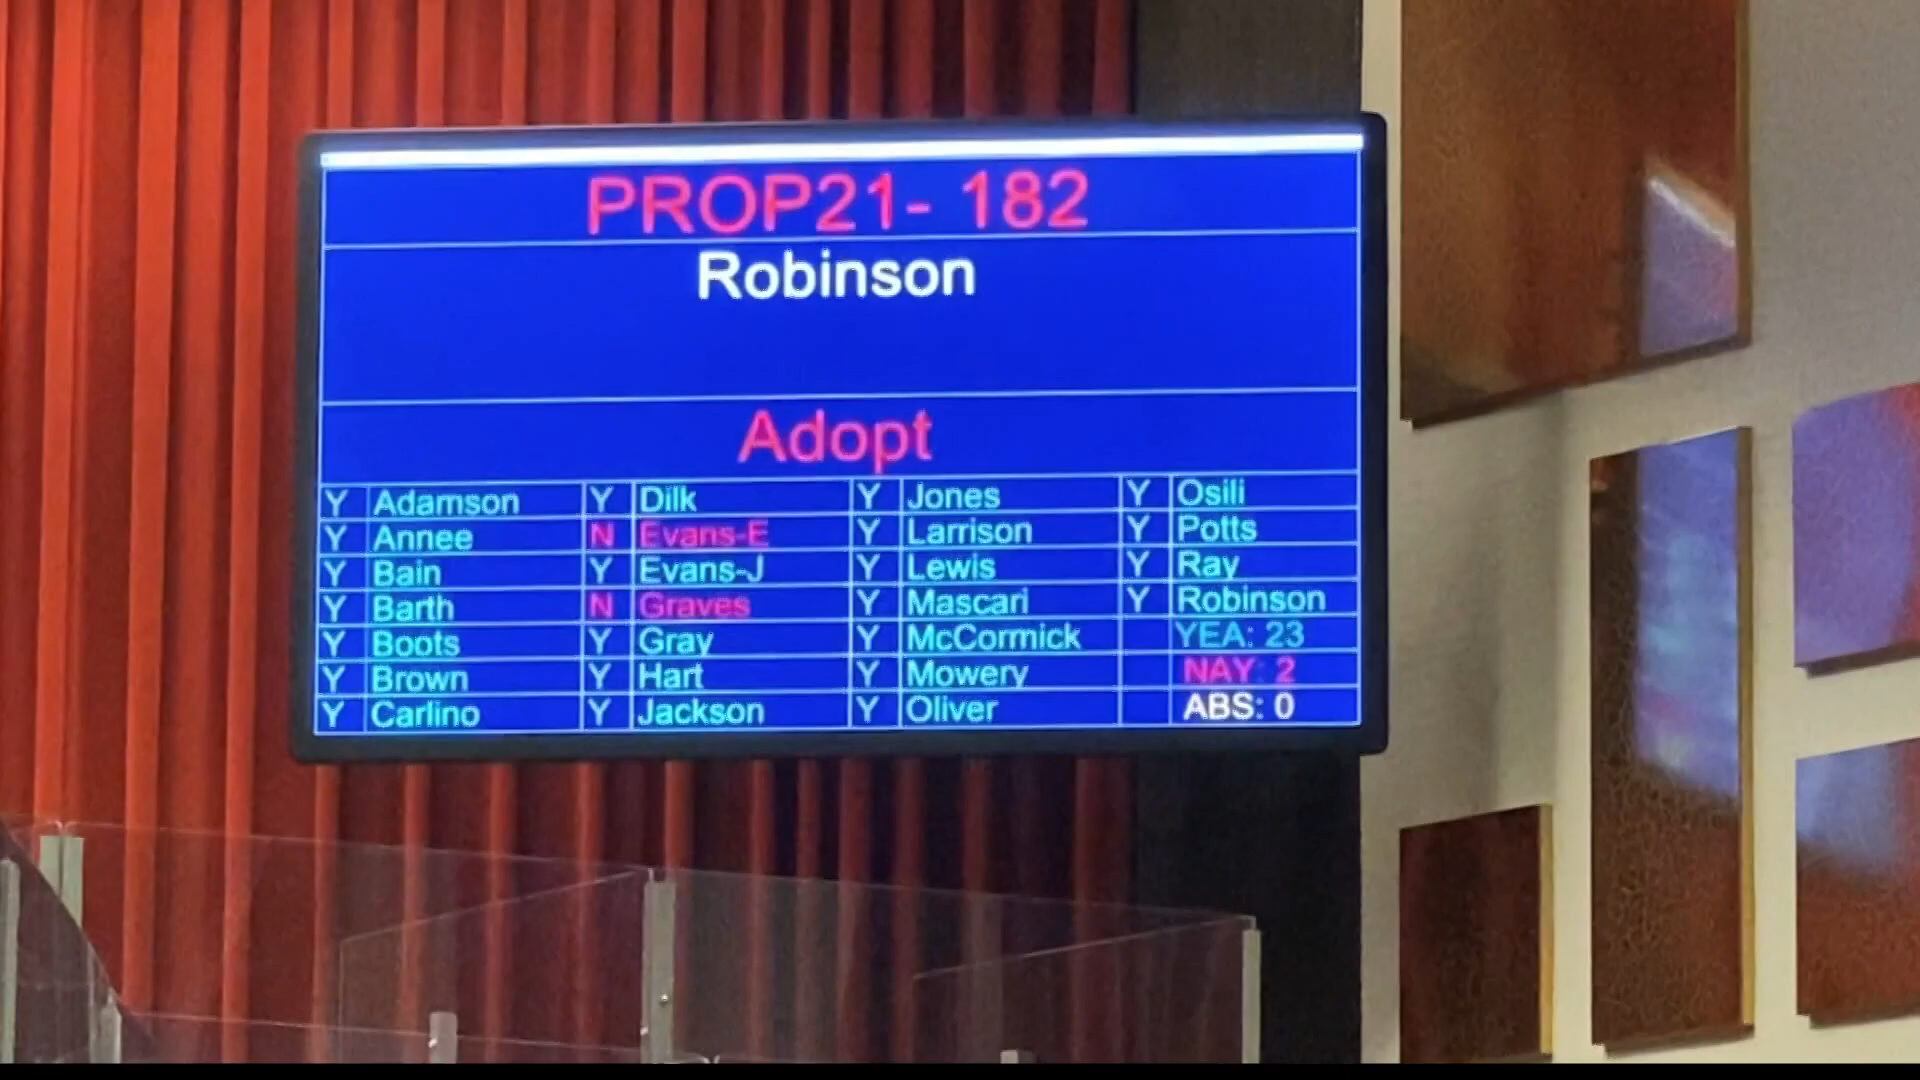 PROP21- 182
Robinson
Adopt
Y Adamson Y Dilk Y Jones Y Osili
Y Annee N Evans-E Y Larrison Y Potts
Y Bain Y Evans-J Y Lewis Y Ray
Y Barth N Graves Y Mascari Y Robinson
Y Boots Y Gray Y McCormick YEA: 23
Y Brown Y Hart Y Mowery NAY: 2
Y Carlino Y Jackson Y Oliver ABS: 0